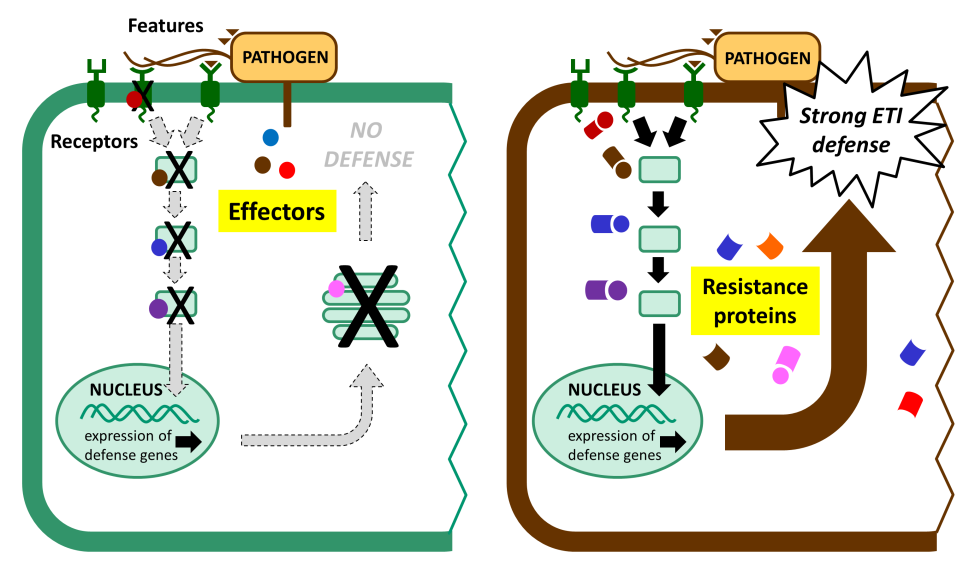 Features
PATHOGEN
Receptors
NO
DEFENSE
Effectors
NUCLEUS
expression of
defense genes
PATHOGEN
Strong ETI
defense
Resistance
proteins
NUCLEUS
expression of
defense genes